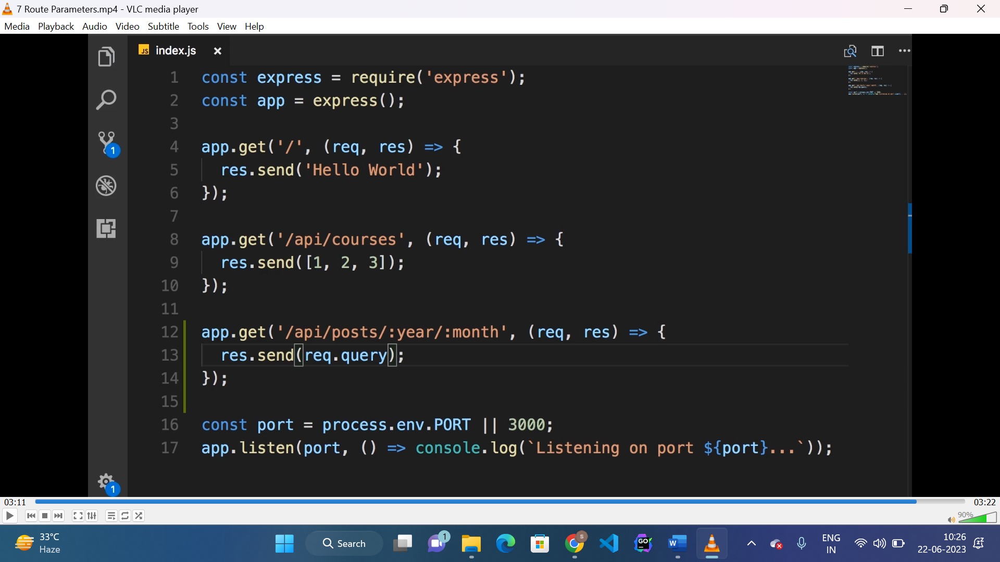 7 Route Parameters.mp4 - VLC media player
Media Playback Audio Video Subtitle Tools View Help
JS index.js
1 const express = require('express');
2 const app = express();
3
4 app.get('/', (req, res) => {
5 res.send('Hello World');
6 });
7
8 app.get('/api/courses', (req, res) => {
9 res.send([1, 2, 3]);
10 });
11
12 app.get('/api/posts/:year/:month', (req, res) => {
13 res.send(req.query);
14 });
15
16 const port = process.env.PORT || 3000;
17 app.listen(port, () => console.log(`Listening on port ${port}...`));
1
1
03:11 03:22
90%
33°C
Haze
Search
1
S
GO
W
ENG
IN
10:26
22-06-2023